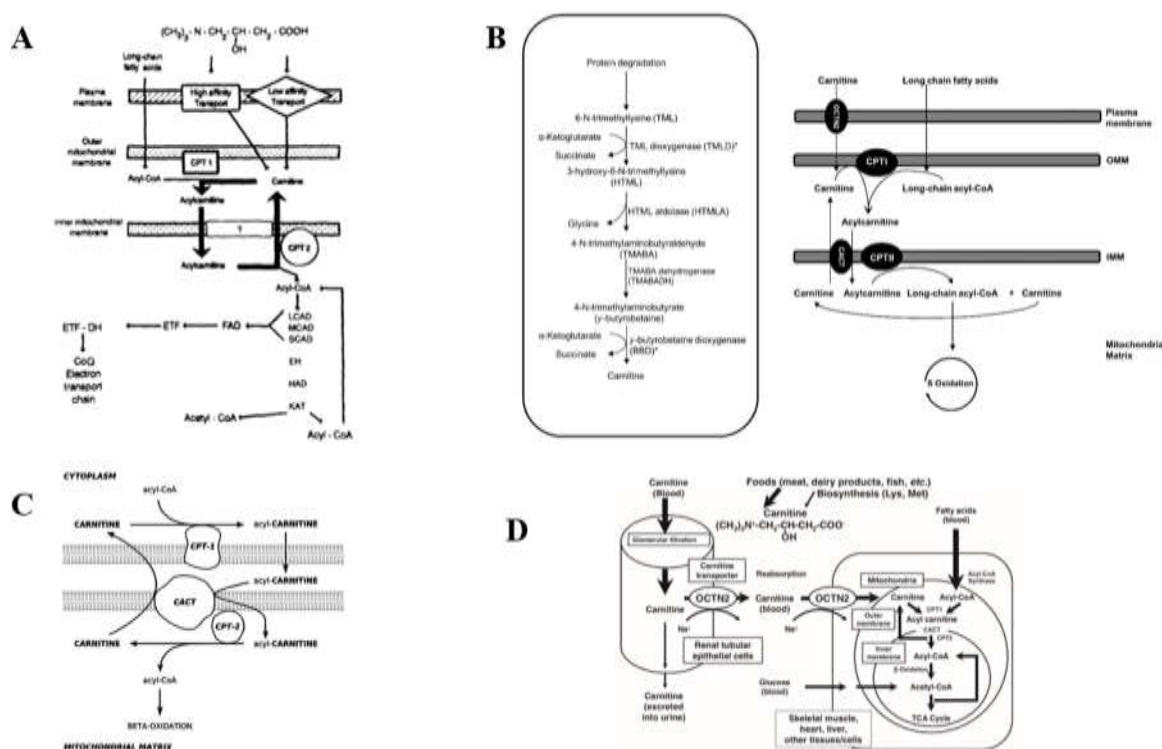 A
(CH₃)₃ - N - CH₂ - CH - CH₂ - COOH
OH
Long-chain
fatty acids
Plasma
membrane
High affinity
Transport
Low affinity
Transport
Outer
mitochondrial
membrane
CPT 1
Acyl-CoA
Carnitine
Acylcarnitine
Inner mitochondrial
membrane
?
CPT 2
Acylcarnitine
Acyl-CoA
LCAD
MCAD
SCAD
ETF - DH
ETF
FAD
CoQ
Electron
transport
chain
EH
HAD
KAT
Acetyl - CoA
Acyl - CoA
B
Protein degradation
6-N-trimethyllysine (TML)
α-Ketoglutarate
TML dioxygenase (TMLD)*
Succinate
3-hydroxy-6-N-trimethyllysine
(HTML)
HTML aldolase (HTMLA)
Glycine
4-N-trimethylaminobutyraldehyde
(TMABA)
TMABA dehydrogenase
(TMABADH)
4-N-trimethylaminobutyrate
(γ-butyrobetaine)
α-Ketoglutarate
γ-butyrobetaine dioxygenase
(BBD)*
Succinate
Carnitine
Carnitine
Long chain fatty acids
OCTN2
Plasma
membrane
CPTI
OMM
Carnitine
Long-chain acyl-CoA
Acylcarnitine
CACT
CPTII
IMM
Carnitine Acylcarnitine Long-chain acyl-CoA + Carnitine
Mitochondria
Matrix
ß Oxidation
C
CYTOPLASM
acyl-CoA
CARNITINE
acyl-CARNITINE
CPT-1
acyl-CARNITINE
CACT
CPT-2
CARNITINE
acyl-CARNITINE
acyl-CoA
BETA-OXIDATION
MITOCHONDRIAL MATRIX
D
Carnitine
(Blood)
Foods (meat, dairy products, fish, etc.)
Biosynthesis (Lys, Met)
Carnitine
(CH₃)₃N⁺-CH₂-CH-CH₂-COO
OH
Fatty acids
(blood)
Glomerular filtration
Carnitine
transporter
Reabsorption
Mitochondria
Acyl-CoA
Synthase
OCTN2
OCTN2
Carnitine
Carnitine
(blood)
Carnitine
Acyl-CoA
CPT1
Acyl carnitine
Outer
membrane
Na⁺
Na⁺
CACT
CPT2
Renal tubular
epithelial cells
Inner
membrane
Acyl-CoA
β-Oxidation
Glucose
(blood)
Acetyl-CoA
TCA Cycle
Carnitine
(excreted
into urine)
Skeletal muscle,
heart, liver,
other tissues/cells